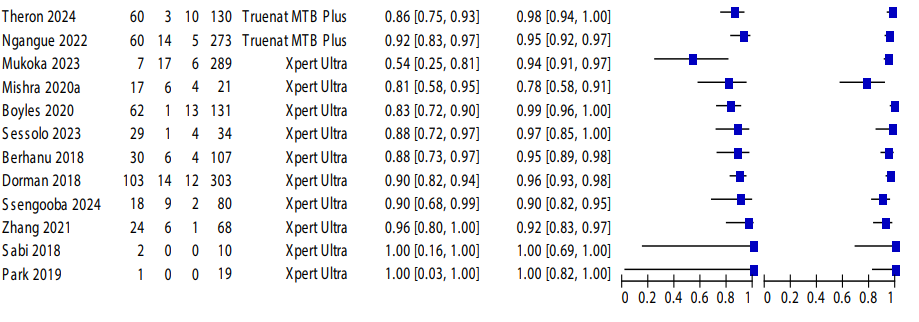 Theron 2024 60 3 10 130 Truenat MTB Plus 0.86 [0.75, 0.93] 0.98 [0.94, 1.00]
Ngangue 2022 60 14 5 273 Truenat MTB Plus 0.92 [0.83, 0.97] 0.95 [0.92, 0.97]
Mukoka 2023 7 17 6 289 Xpert Ultra 0.54 [0.25, 0.81] 0.94 [0.91, 0.97]
Mishra 2020a 17 6 4 21 Xpert Ultra 0.81 [0.58, 0.95] 0.78 [0.58, 0.91]
Boyles 2020 62 1 13 131 Xpert Ultra 0.83 [0.72, 0.90] 0.99 [0.96, 1.00]
Sessolo 2023 29 1 4 34 Xpert Ultra 0.88 [0.72, 0.97] 0.97 [0.85, 1.00]
Berhanu 2018 30 6 4 107 Xpert Ultra 0.88 [0.73, 0.97] 0.95 [0.89, 0.98]
Dorman 2018 103 14 12 303 Xpert Ultra 0.90 [0.82, 0.94] 0.96 [0.93, 0.98]
Ssengooba 2024 18 9 2 80 Xpert Ultra 0.90 [0.68, 0.99] 0.90 [0.82, 0.95]
Zhang 2021 24 6 1 68 Xpert Ultra 0.96 [0.80, 1.00] 0.92 [0.83, 0.97]
Sabi 2018 2 0 0 10 Xpert Ultra 1.00 [0.16, 1.00] 1.00 [0.69, 1.00]
Park 2019 1 0 0 19 Xpert Ultra 1.00 [0.03, 1.00] 1.00 [0.82, 1.00]
0 0.2 0.4 0.6 0.8 1 0 0.2 0.4 0.6 0.8 1